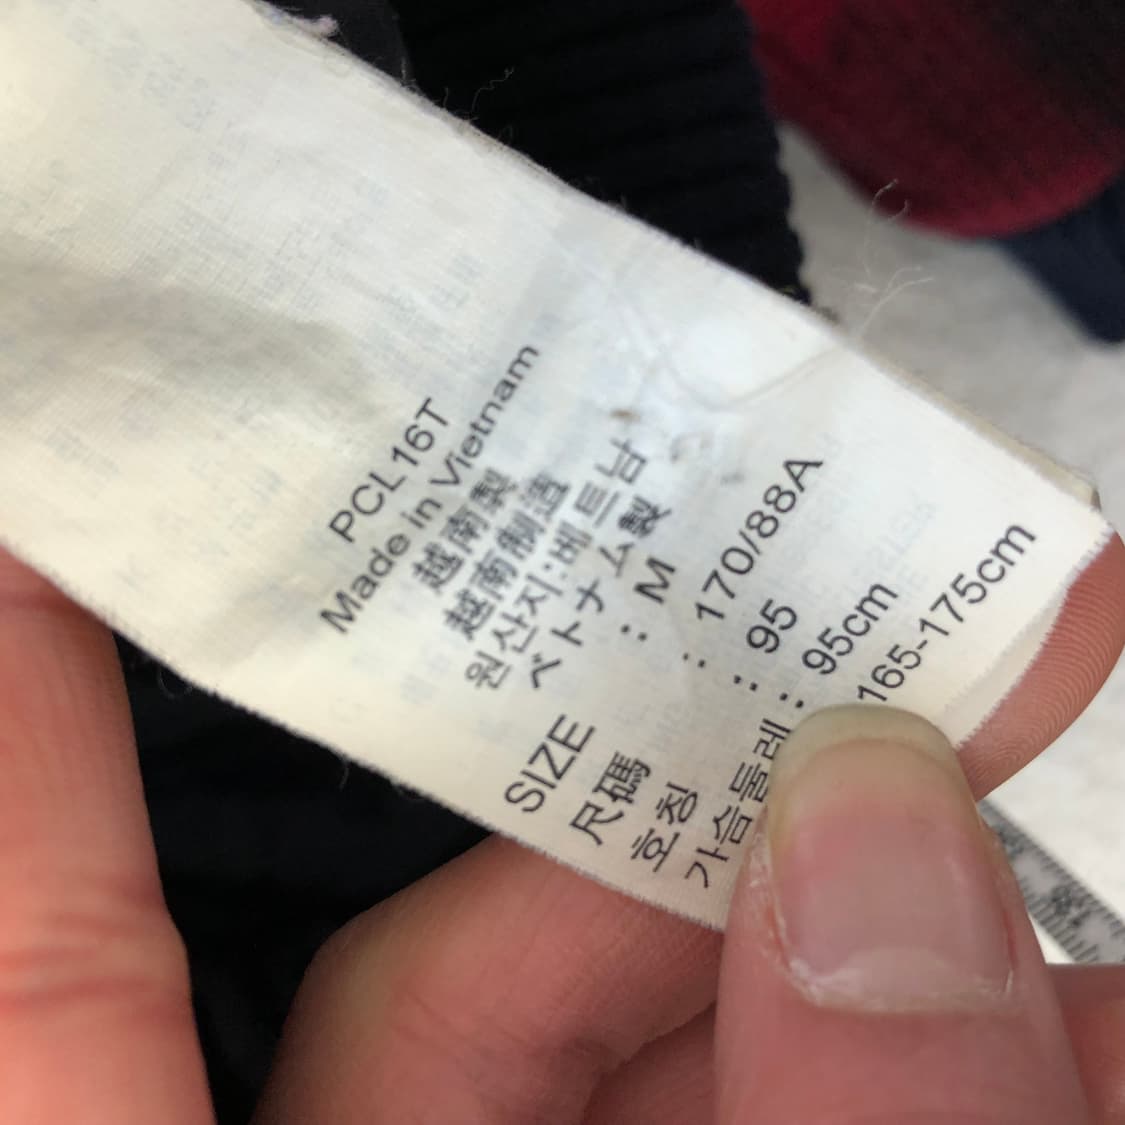 PCL16T
Made in Vietnam
越南製
越南制造
원산지:베트남
ベトナム製
SIZE : M
尺碼 : 170/88A
호칭 : 95
가슴둘레 : 95cm
165-175cm